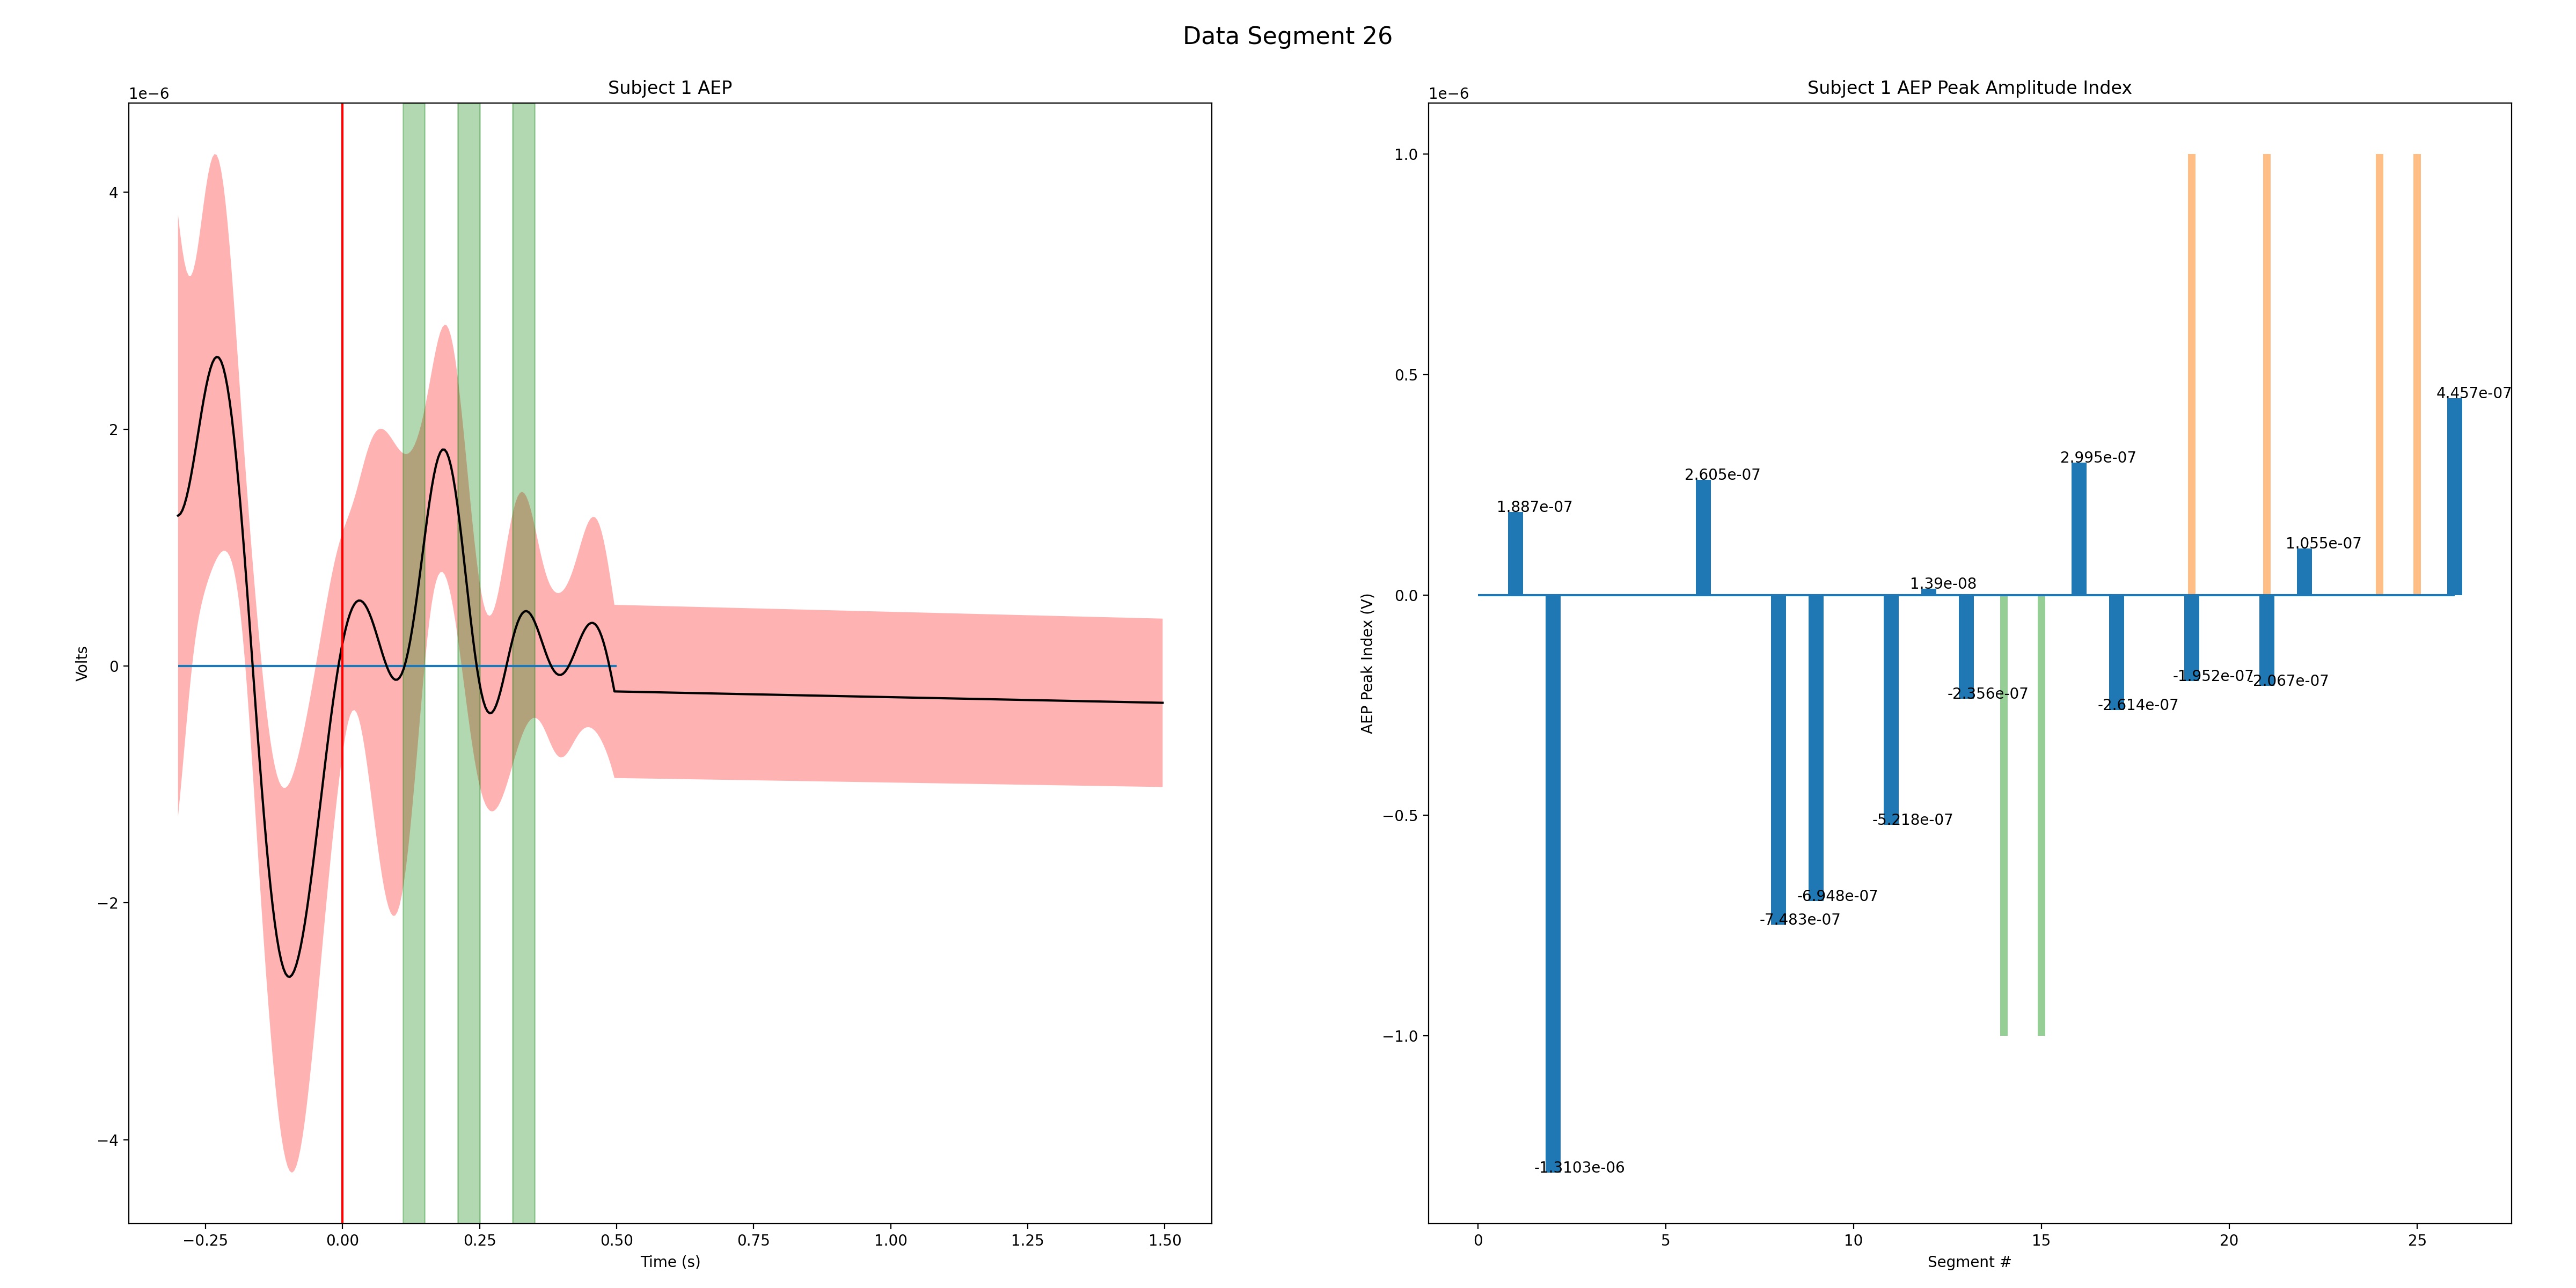 Data Segment 26
Subject 1 AEP
1e−6
4
2
0
−2
−4
Volts
−0.25
0.00
0.25
0.50
0.75
1.00
1.25
1.50
Time (s)
Subject 1 AEP Peak Amplitude Index
1e−6
1.0
0.5
0.0
−0.5
−1.0
AEP Peak Index (V)
1.887e-07
-1.3103e-06
2.605e-07
-7.483e-07
-6.948e-07
-5.218e-07
1.39e-08
-2.356e-07
2.995e-07
-2.614e-07
-1.952e-07
-2.067e-07
1.055e-07
4.457e-07
0
5
10
15
20
25
Segment #